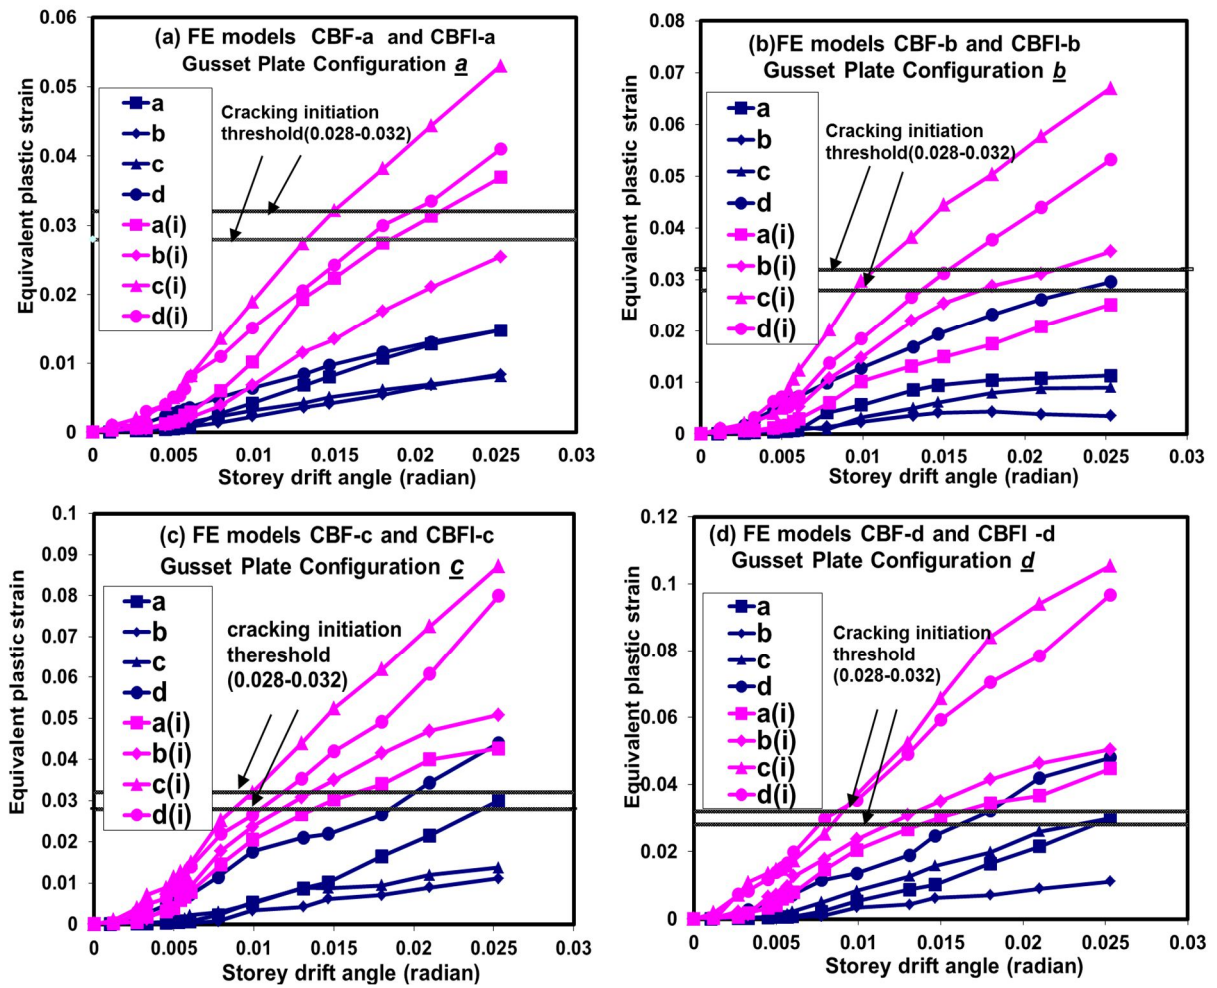 (a) FE models CBF-a and CBFI-a
Gusset Plate Configuration a
Equivalent plastic strain
0.06
0.05
0.04
0.03
0.02
0.01
0
a
b
c
d
a(i)
b(i)
c(i)
d(i)
Cracking initiation
threshold(0.028-0.032)
0 0.005 0.01 0.015 0.02 0.025 0.03
Storey drift angle (radian)
(b)FE models CBF-b and CBFI-b
Gusset Plate Configuration b
Equivalent plastic strain
0.08
0.07
0.06
0.05
0.04
0.03
0.02
0.01
0
a
b
c
d
a(i)
b(i)
c(i)
d(i)
Cracking initiation
threshold(0.028-0.032)
0 0.005 0.01 0.015 0.02 0.025 0.03
Storey drift angle (radian)
(c) FE models CBF-c and CBFI-c
Gusset Plate Configuration c
Equivalent plastic strain
0.1
0.09
0.08
0.07
0.06
0.05
0.04
0.03
0.02
0.01
0
a
b
c
d
a(i)
b(i)
c(i)
d(i)
cracking initiation
thereshold
(0.028-0.032)
0 0.005 0.01 0.015 0.02 0.025 0.03
Storey drift angle (radian)
(d) FE models CBF-d and CBFI -d
Gusset Plate Configuration d
Equivalent plastic strain
0.12
0.1
0.08
0.06
0.04
0.02
0
a
b
c
d
a(i)
b(i)
c(i)
d(i)
Cracking initiation
threshold
(0.028-0.032)
0 0.005 0.01 0.015 0.02 0.025 0.03
Storey drift angle (radian)